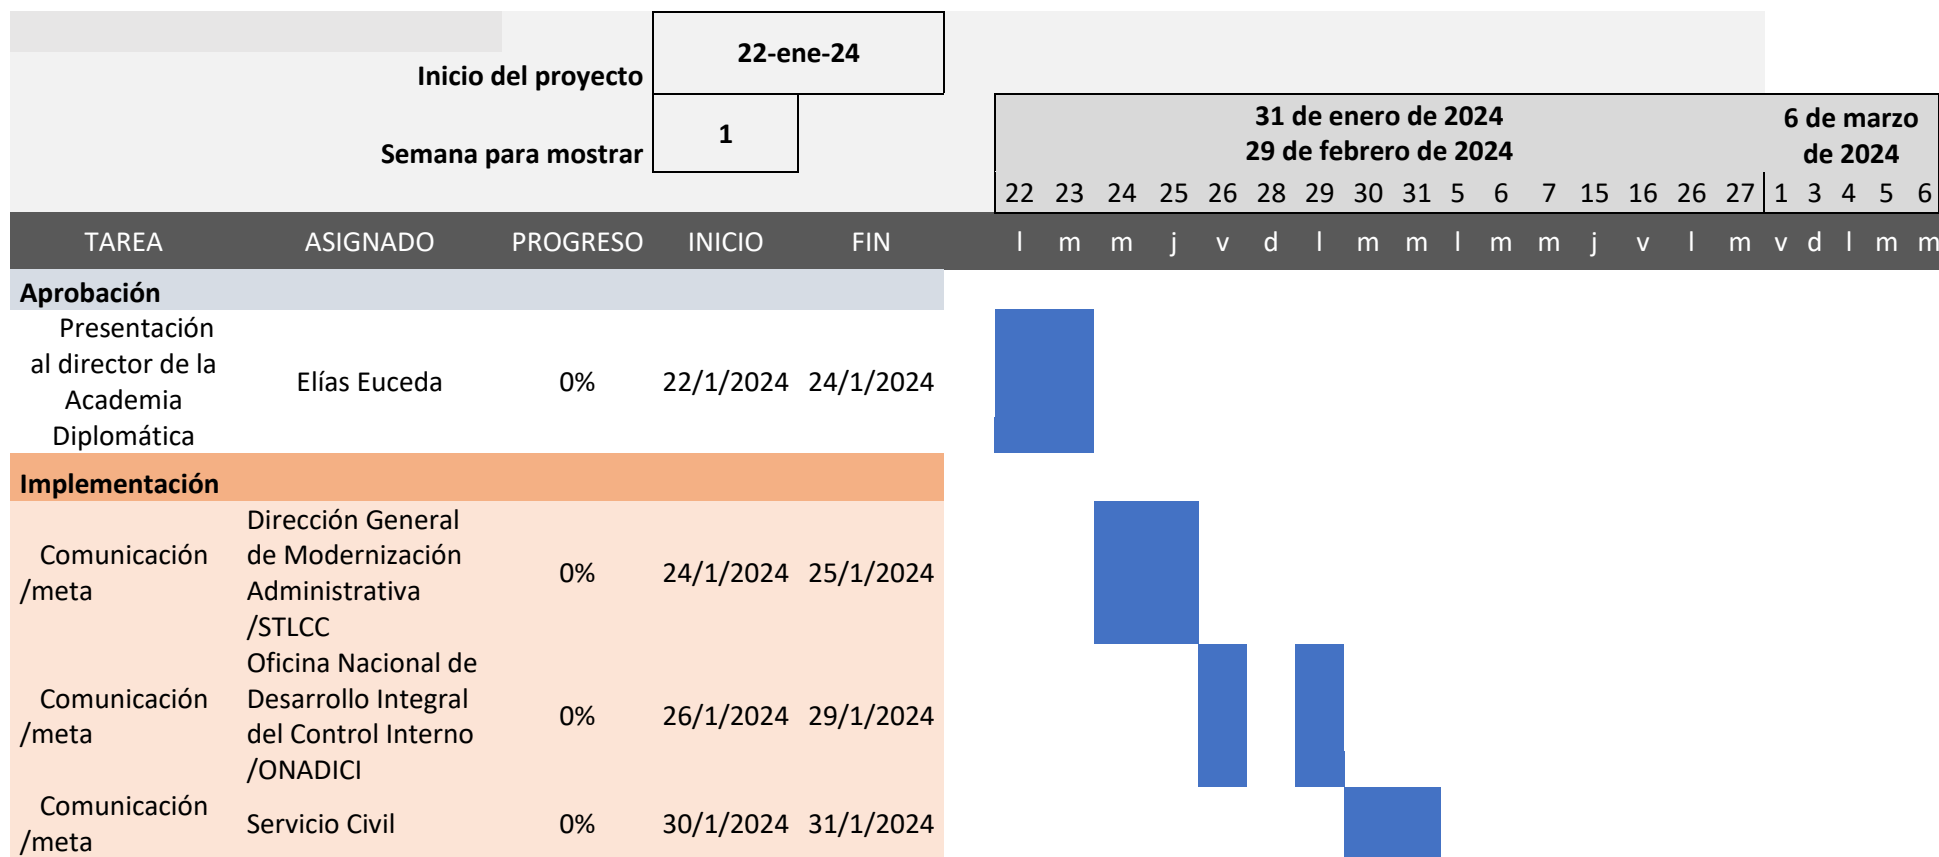 22-ene-24
Inicio del proyecto
1
Semana para mostrar
31 de enero de 2024
29 de febrero de 2024
6 de marzo
de 2024
22 23 24 25 26 28 29 30 31 5 6 7 15 16 26 27 1 3 4 5 6
TAREA ASIGNADO PROGRESO INICIO FIN l m m j v d l m m l m m j v l m v d l m m
Aprobación
Presentación
al director de la
Academia
Diplomática
Elías Euceda 0% 22/1/2024 24/1/2024
Implementación
Comunicación
/meta
Dirección General
de Modernización
Administrativa
/STLCC
0% 24/1/2024 25/1/2024
Comunicación
/meta
Oficina Nacional de
Desarrollo Integral
del Control Interno
/ONADICI
0% 26/1/2024 29/1/2024
Comunicación
/meta
Servicio Civil 0% 30/1/2024 31/1/2024